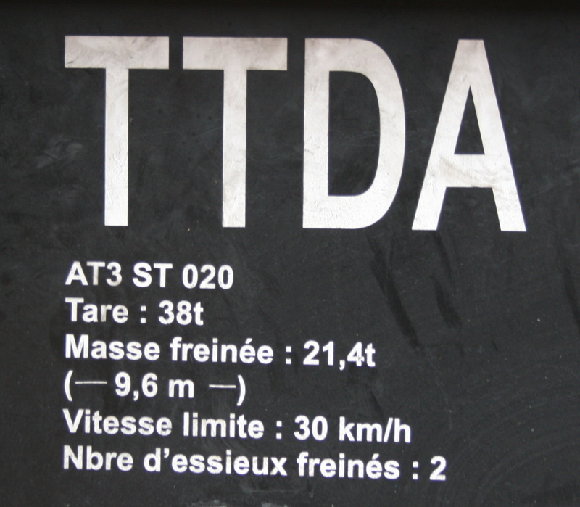 TTDA
AT3 ST 020
Tare : 38t
Masse freinée : 21,4t
(— 9,6 m —)
Vitesse limite : 30 km/h
Nbre d'essieux freinés : 2